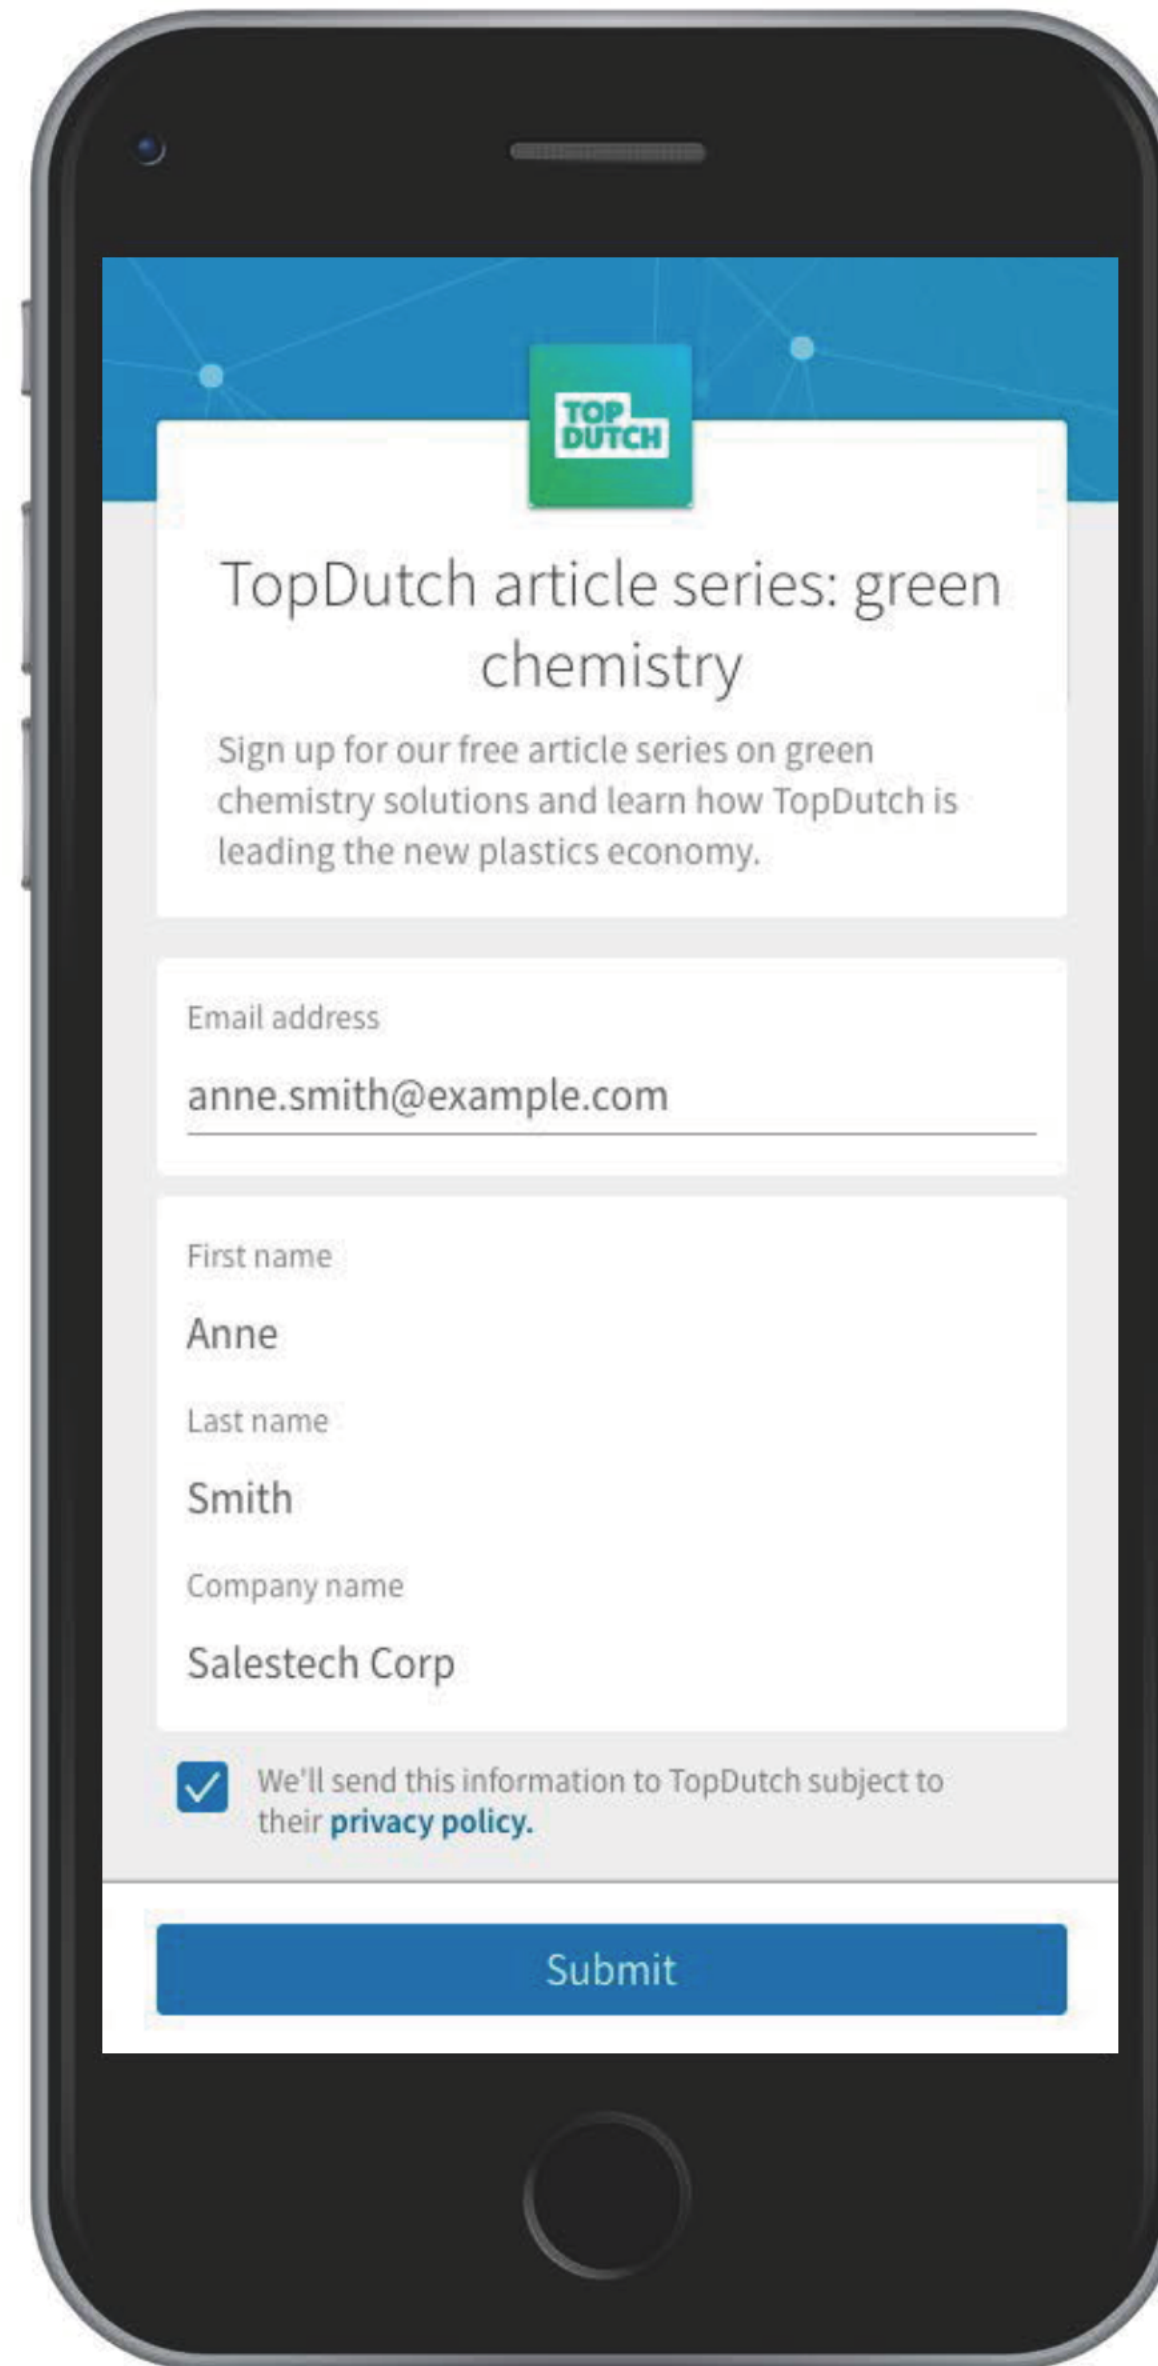 TOP
DUTCH
TopDutch article series: green
chemistry
Sign up for our free article series on green
chemistry solutions and learn how TopDutch is
leading the new plastics economy.
Email address
anne.smith@example.com
First name
Anne
Last name
Smith
Company name
Salestech Corp
We'll send this information to TopDutch subject to
their privacy policy.
Submit